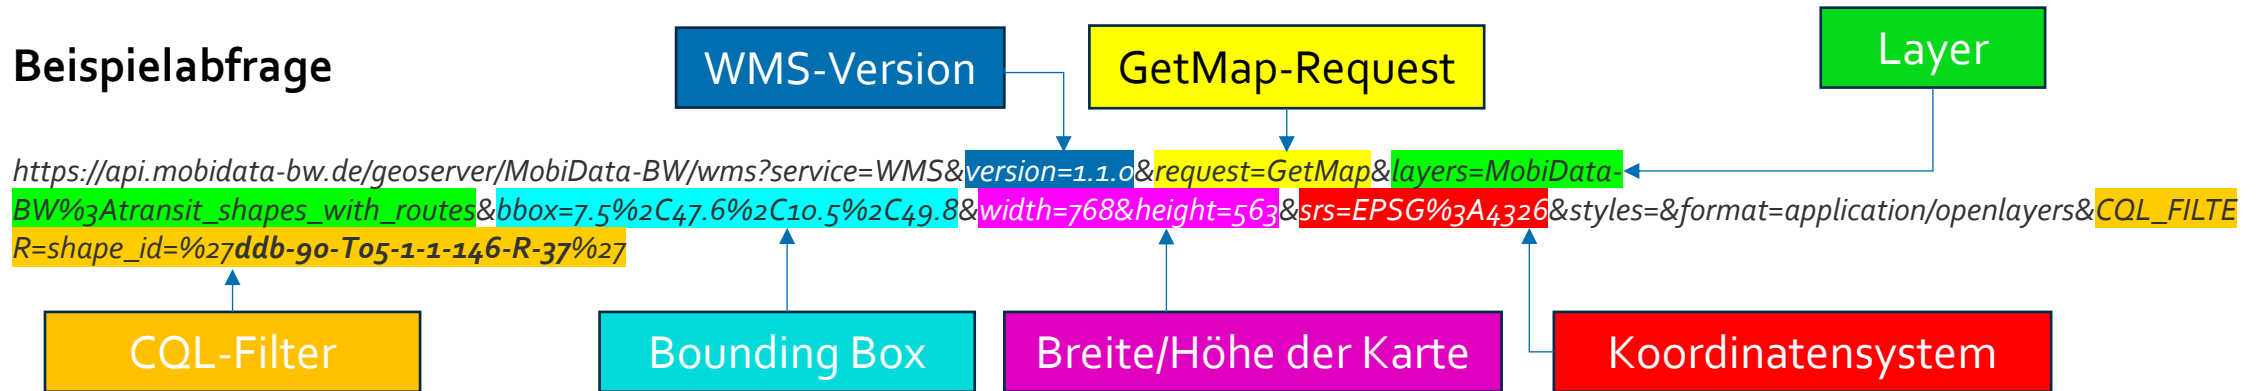 Layer
WMS-Version
GetMap-Request
Beispielabfrage
https://api.mobidata-bw.de/geoserver/MobiData-BW/wms?service=WMS&version=1.1.0&request=GetMap&layers=MobiData-
BW%3Atransit_shapes_with_routes&bbox=7.5%2C47.6%2C10.5%2C49.8&width=768&height=563&srs=EPSG%3A4326&styles=&format=application/openlayers&CQL_FILTE
R=shape_id=%27ddb-90-T05-1-1-146-R-37%27
CQL-Filter
Bounding Box
Breite/Höhe der Karte
Koordinatensystem